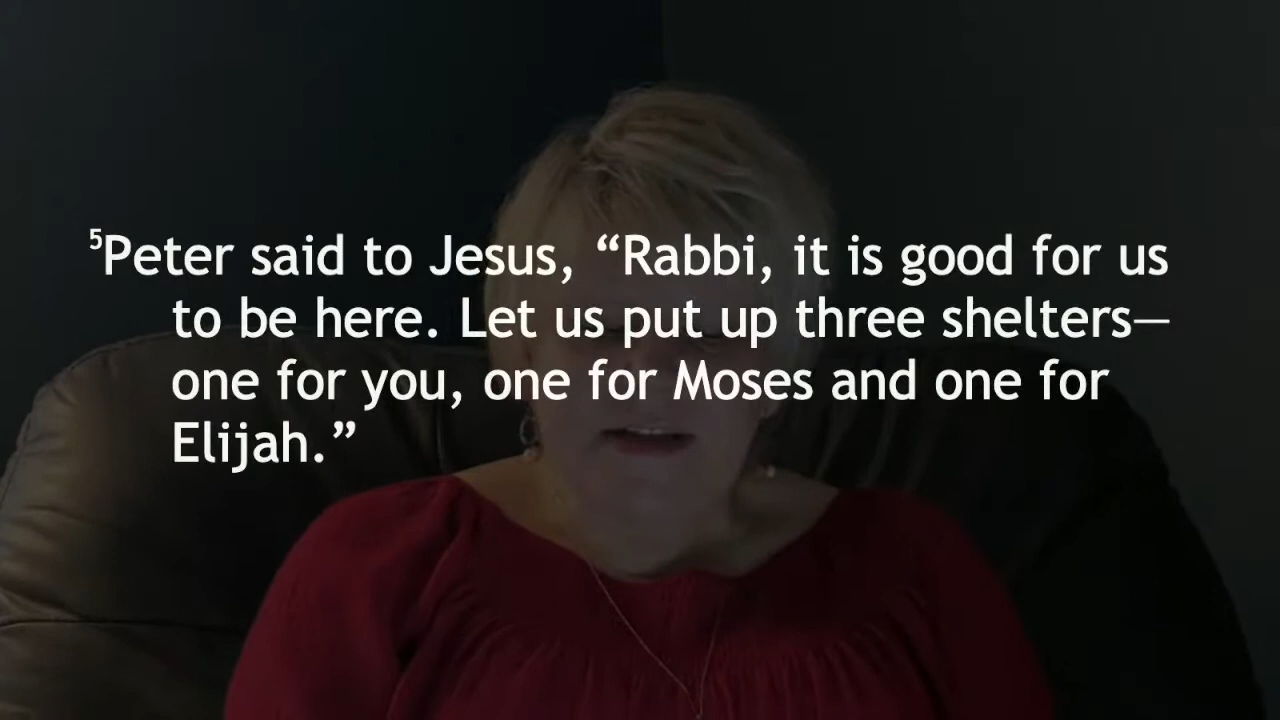 ⁵Peter said to Jesus, “Rabbi, it is good for us
to be here. Let us put up three shelters—
one for you, one for Moses and one for
Elijah.”